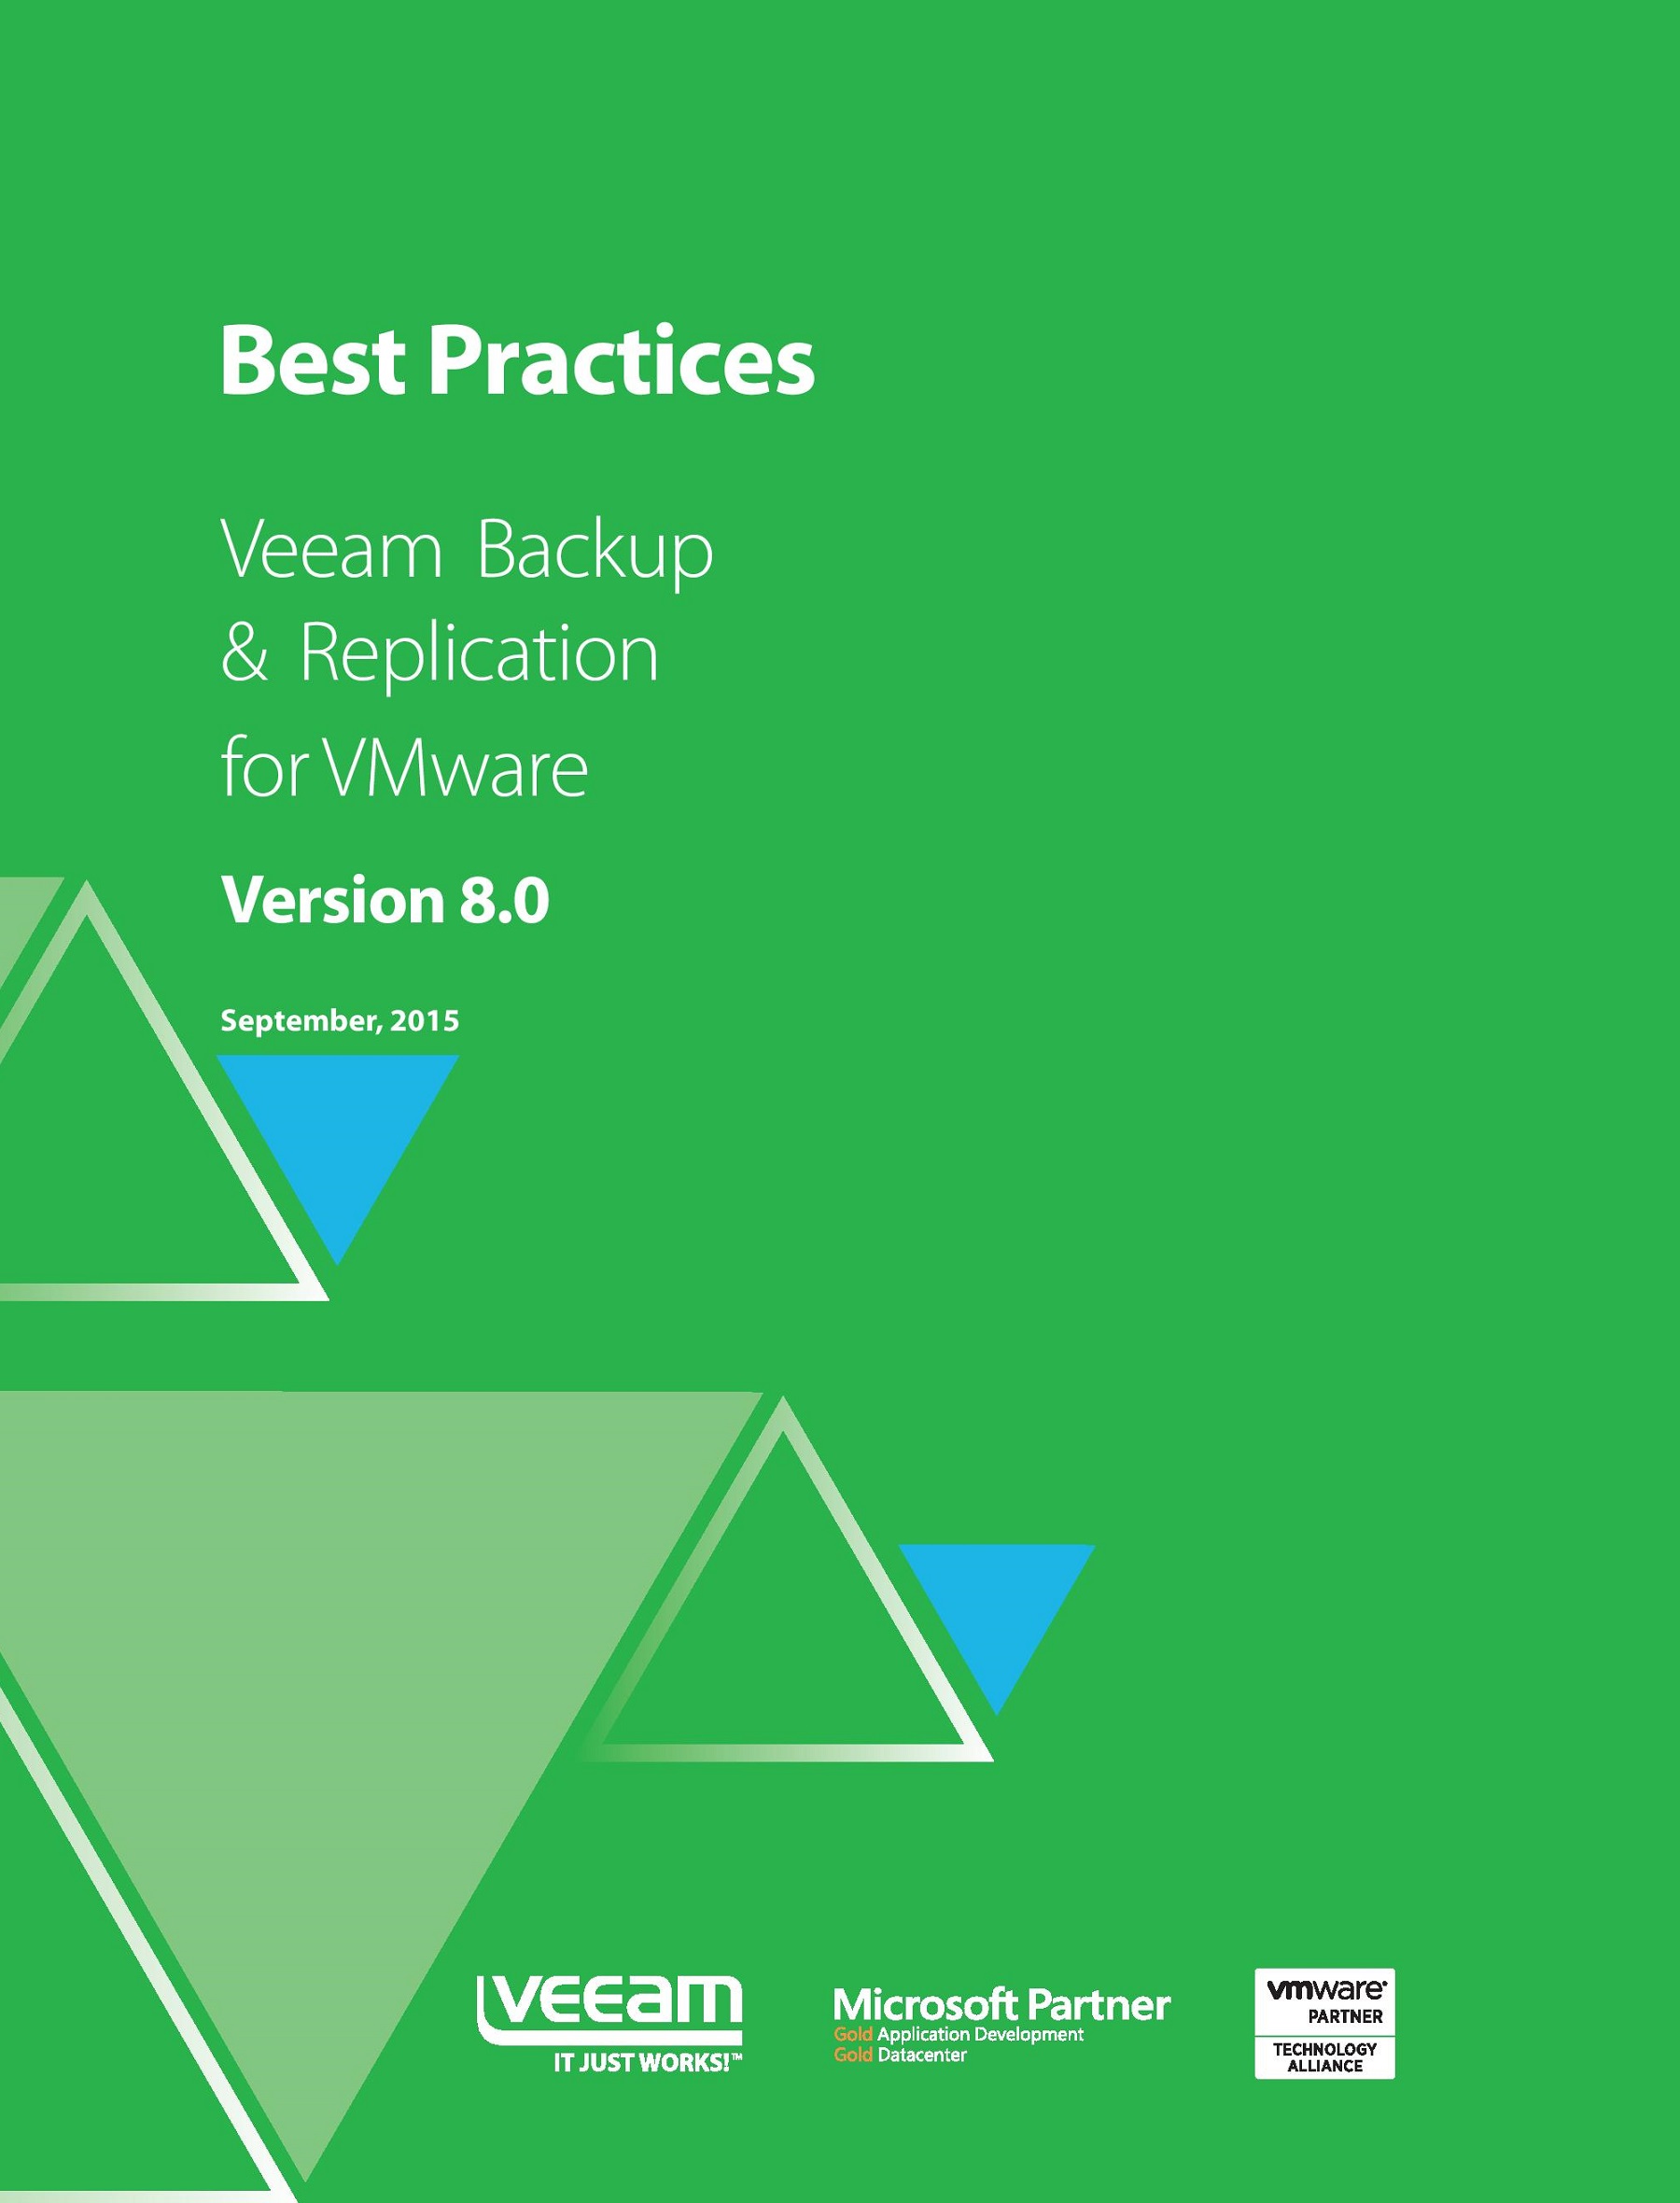 Best Practices
Veeam Backup
& Replication
for VMware
Version 8.0
September, 2015
veeam
IT JUST WORKS!™
Microsoft Partner
Gold Application Development
Gold Datacenter
vmware®
PARTNER
TECHNOLOGY
ALLIANCE